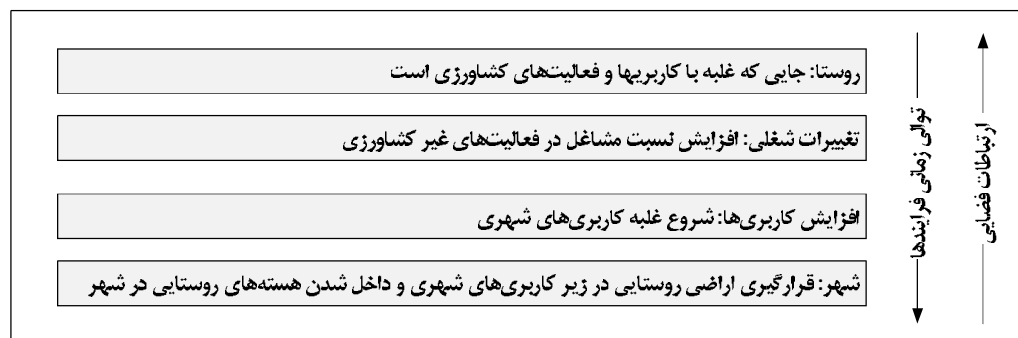 روستا: جایی که غلبه با کاربریها و فعالیت‌های کشاورزی است
تغییرات شغلی: افزایش نسبت مشاغل در فعالیت‌های غیر کشاورزی
افزایش کاربری‌ها: شروع غلبه کاربری‌های شهری
شهر: قرارگیری اراضی روستایی در زیر کاربری‌های شهری و داخل شدن هسته‌های روستایی در شهر
توالی زمانی فرایندها
ارتباطات فضایی